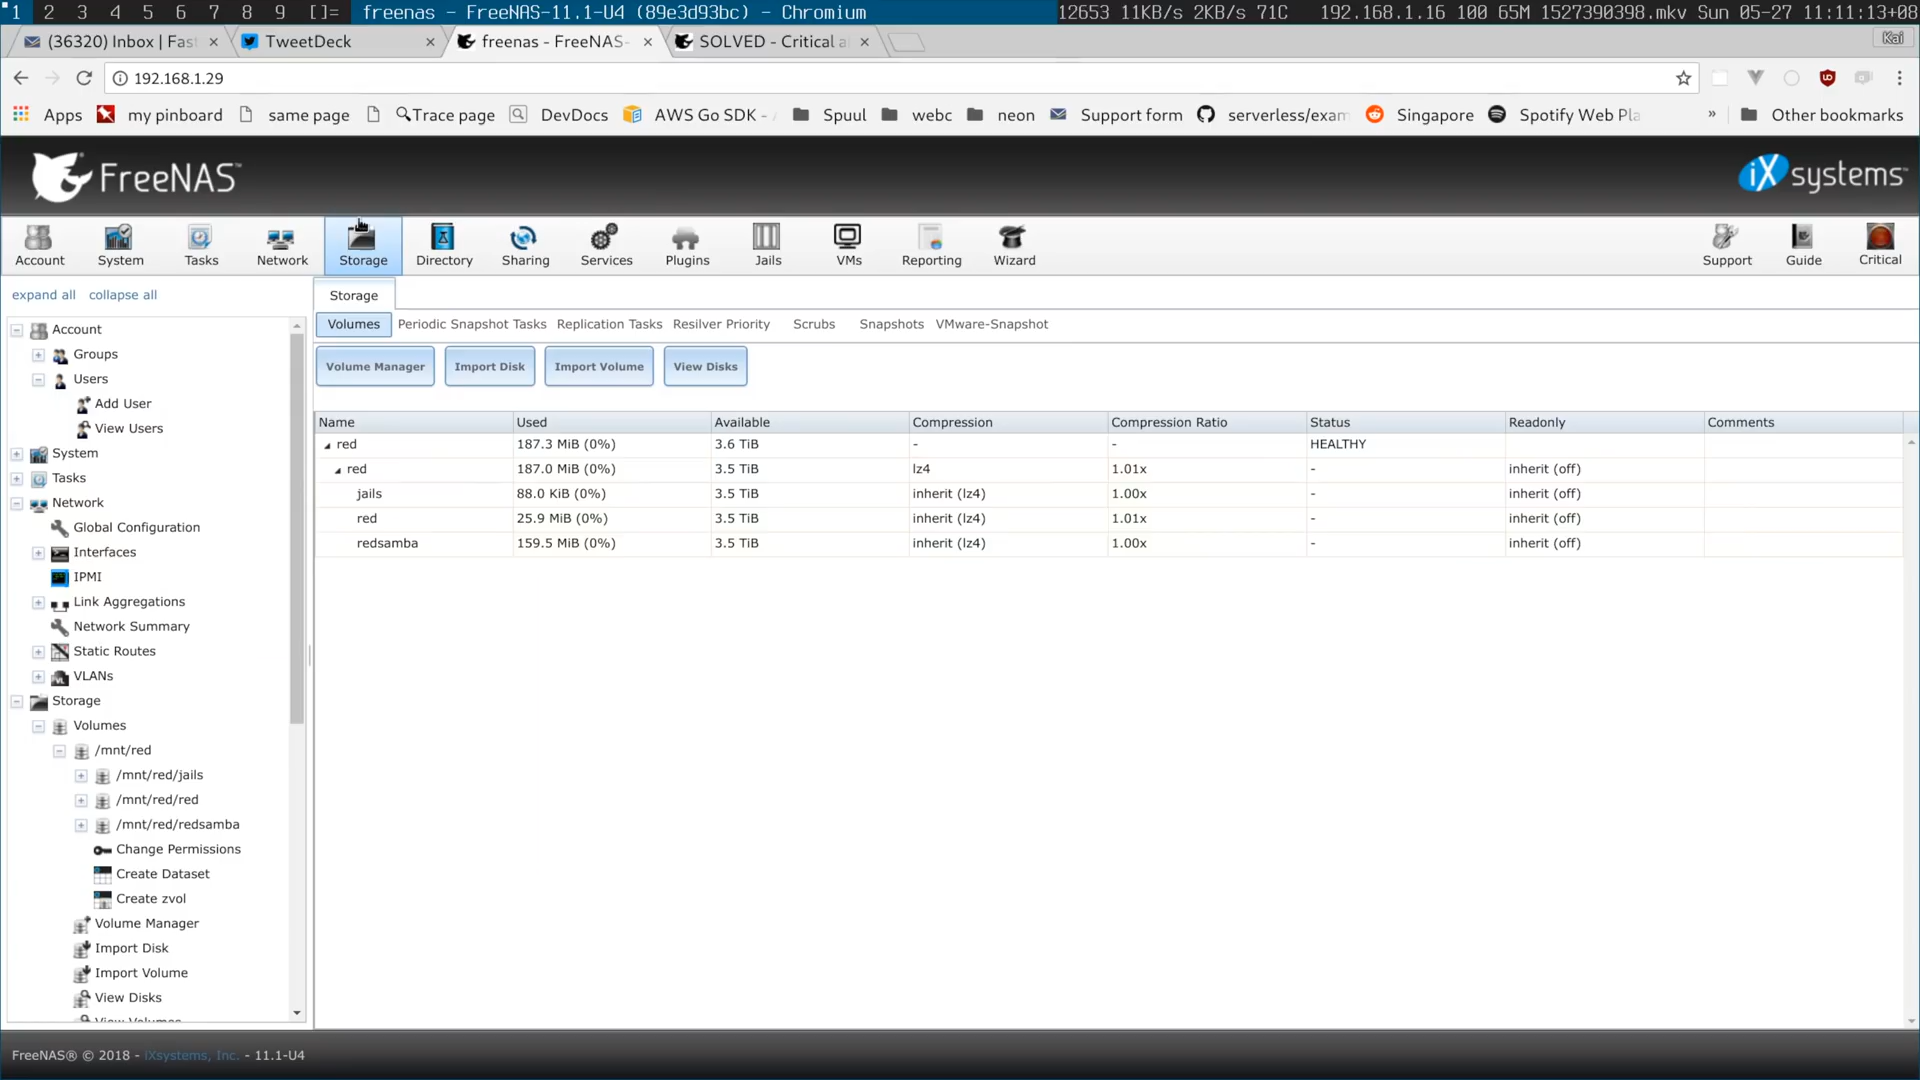 1 2 3 4 5 6 7 8 9 []= freenas - FreeNAS-11.1-U4 (89e3d93bc) - Chromium 12653 11KB/s 2KB/s 71C 192.168.1.16 100 65M 1527390398.mkv Sun 05-27 11:11:13+08
(36320) Inbox | Fast TweetDeck freenas - FreeNAS- SOLVED - Critical a Kai
192.168.1.29
Apps my pinboard same page Trace page DevDocs AWS Go SDK - Spuul webc neon Support form serverless/exam Singapore Spotify Web Pla » Other bookmarks
FreeNAS™ iXsystems™
Account System Tasks Network Storage Directory Sharing Services Plugins Jails VMs Reporting Wizard Support Guide Critical
expand all collapse all
Account
Groups
Users
Add User
View Users
System
Tasks
Network
Global Configuration
Interfaces
IPMI
Link Aggregations
Network Summary
Static Routes
VLANs
Storage
Volumes
/mnt/red
/mnt/red/jails
/mnt/red/red
/mnt/red/redsamba
Change Permissions
Create Dataset
Create zvol
Volume Manager
Import Disk
Import Volume
View Disks
View Volumes
Storage
Volumes Periodic Snapshot Tasks Replication Tasks Resilver Priority Scrubs Snapshots VMware-Snapshot
Volume Manager Import Disk Import Volume View Disks
Name Used Available Compression Compression Ratio Status Readonly Comments
red 187.3 MiB (0%) 3.6 TiB - - HEALTHY
red 187.0 MiB (0%) 3.5 TiB lz4 1.01x - inherit (off)
jails 88.0 KiB (0%) 3.5 TiB inherit (lz4) 1.00x - inherit (off)
red 25.9 MiB (0%) 3.5 TiB inherit (lz4) 1.01x - inherit (off)
redsamba 159.5 MiB (0%) 3.5 TiB inherit (lz4) 1.00x - inherit (off)
FreeNAS® © 2018 - iXsystems, Inc. - 11.1-U4